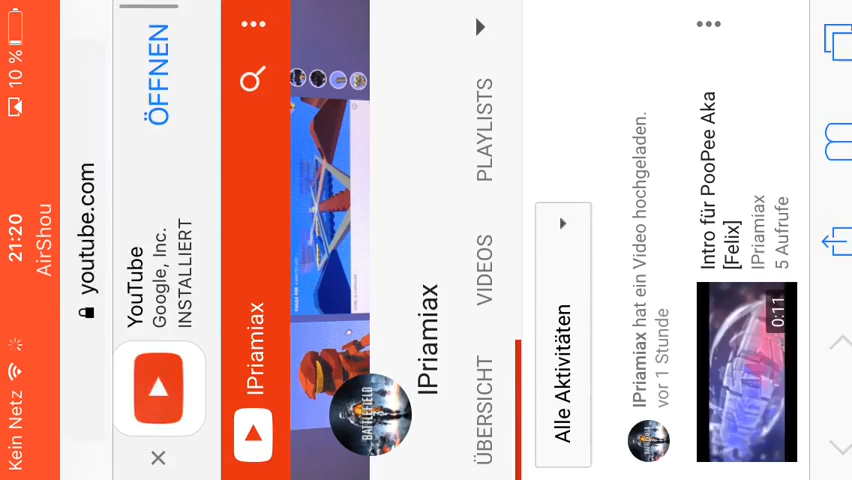 Kein Netz 21:20 10 %
AirShou
youtube.com
YouTube
Google, Inc.
INSTALLIERT
ÖFFNEN
IPriamiax
BATTLEFIELD
IPriamiax
ÜBERSICHT VIDEOS PLAYLISTS
Alle Aktivitäten
IPriamiax hat ein Video hochgeladen.
vor 1 Stunde
0:11
Intro für PooPee Aka
[Felix]
IPriamiax
5 Aufrufe